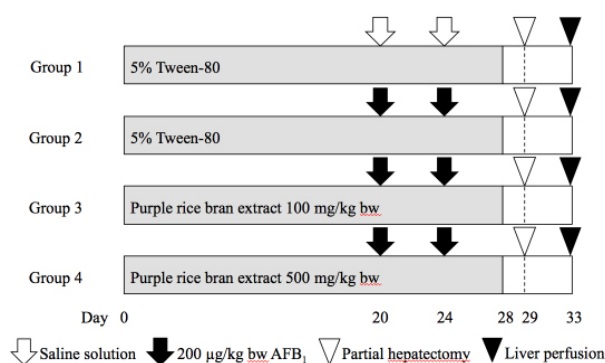 Group 1
5% Tween-80
Group 2
5% Tween-80
Group 3
Purple rice bran extract 100 mg/kg bw
Group 4
Purple rice bran extract 500 mg/kg bw
Day 0 20 24 28 29 33
Saline solution 200 µg/kg bw AFB₁ Partial hepatectomy Liver perfusion